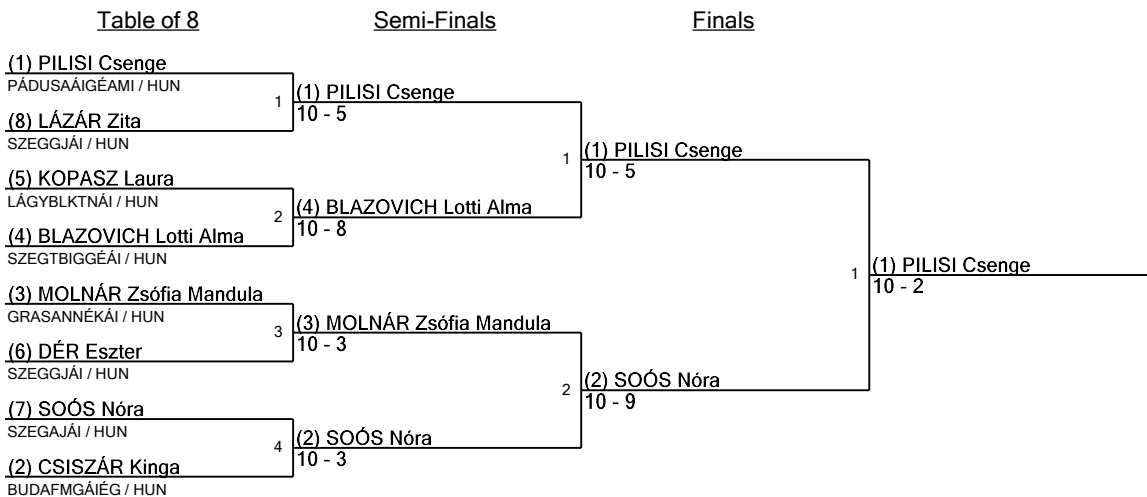 Table of 8
Semi-Finals
Finals
(1) PILISI Csenge
PÁDUSAÁIGÉAMI / HUN
(8) LÁZÁR Zita
SZEGGJÁI / HUN
(5) KOPASZ Laura
LÁGYBLKTNÁI / HUN
(4) BLAZOVICH Lotti Alma
SZEGTBIGGÉÁI / HUN
(3) MOLNÁR Zsófia Mandula
GRASANNÉKÁI / HUN
(6) DÉR Eszter
SZEGGJÁI / HUN
(7) SOÓS Nóra
SZEGAJÁI / HUN
(2) CSISZÁR Kinga
BUDAFMGÁIÉG / HUN
1
(1) PILISI Csenge
10 - 5
2
(4) BLAZOVICH Lotti Alma
10 - 8
3
(3) MOLNÁR Zsófia Mandula
10 - 3
4
(2) SOÓS Nóra
10 - 3
1
(1) PILISI Csenge
10 - 5
2
(2) SOÓS Nóra
10 - 9
1
(1) PILISI Csenge
10 - 2